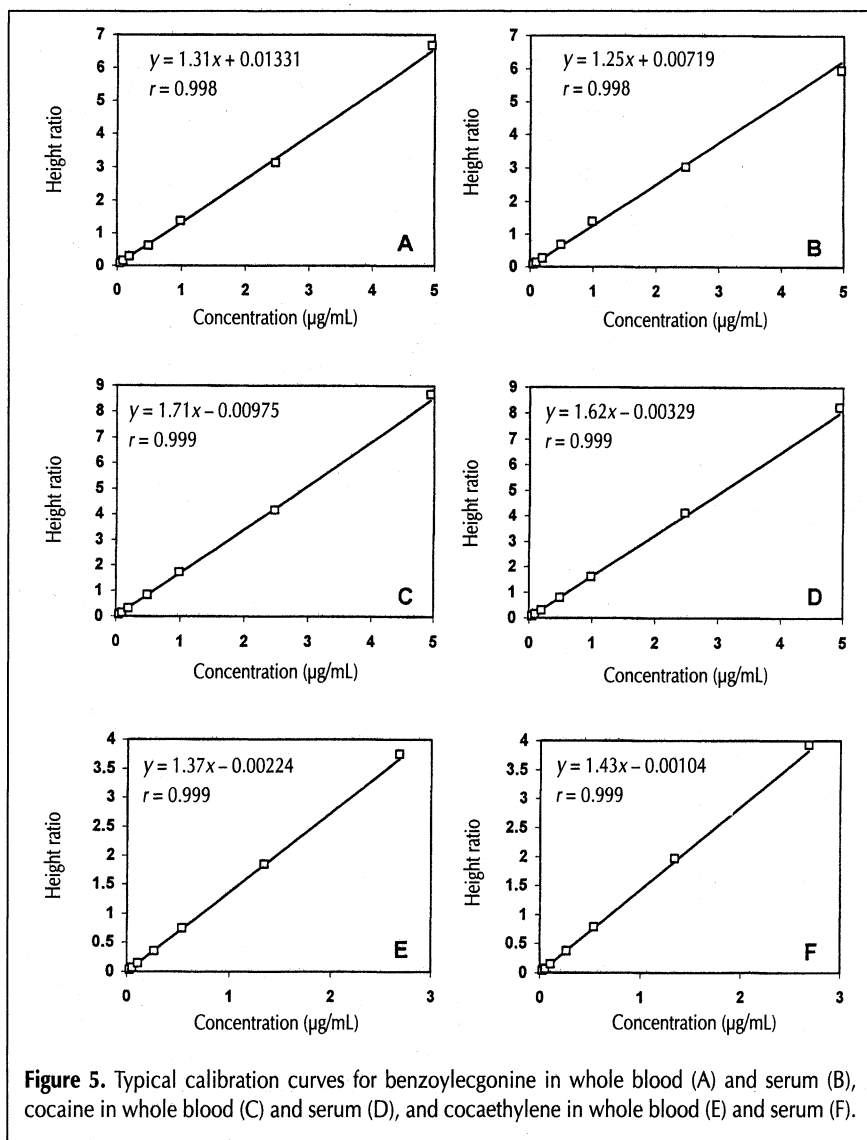 7
6
5
4
3
2
1
0
Height ratio
y = 1.31x + 0.01331
r = 0.998
A
0 1 2 3 4 5
Concentration (µg/mL)
7
6
5
4
3
2
1
0
Height ratio
y = 1.25x + 0.00719
r = 0.998
B
0 1 2 3 4 5
Concentration (µg/mL)
9
8
7
6
5
4
3
2
1
0
Height ratio
y = 1.71x – 0.00975
r = 0.999
C
0 1 2 3 4 5
Concentration (µg/mL)
9
8
7
6
5
4
3
2
1
0
Height ratio
y = 1.62x – 0.00329
r = 0.999
D
0 1 2 3 4 5
Concentration (µg/mL)
4
3.5
3
2.5
2
1.5
1
0.5
0
Height ratio
y = 1.37x – 0.00224
r = 0.999
E
0 1 2 3
Concentration (µg/mL)
4
3.5
3
2.5
2
1.5
1
0.5
0
Height ratio
y = 1.43x – 0.00104
r = 0.999
F
0 1 2 3
Concentration (µg/mL)
Figure 5. Typical calibration curves for benzoylecgonine in whole blood (A) and serum (B),
cocaine in whole blood (C) and serum (D), and cocaethylene in whole blood (E) and serum (F).